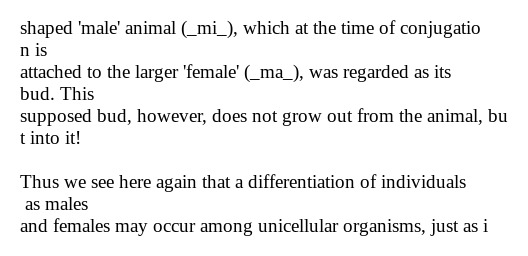 shaped 'male' animal (_mi_), which at the time of conjugatio
n is
attached to the larger 'female' (_ma_), was regarded as its
bud. This
supposed bud, however, does not grow out from the animal, bu
t into it!

Thus we see here again that a differentiation of individuals
 as males
and females may occur among unicellular organisms, just as i